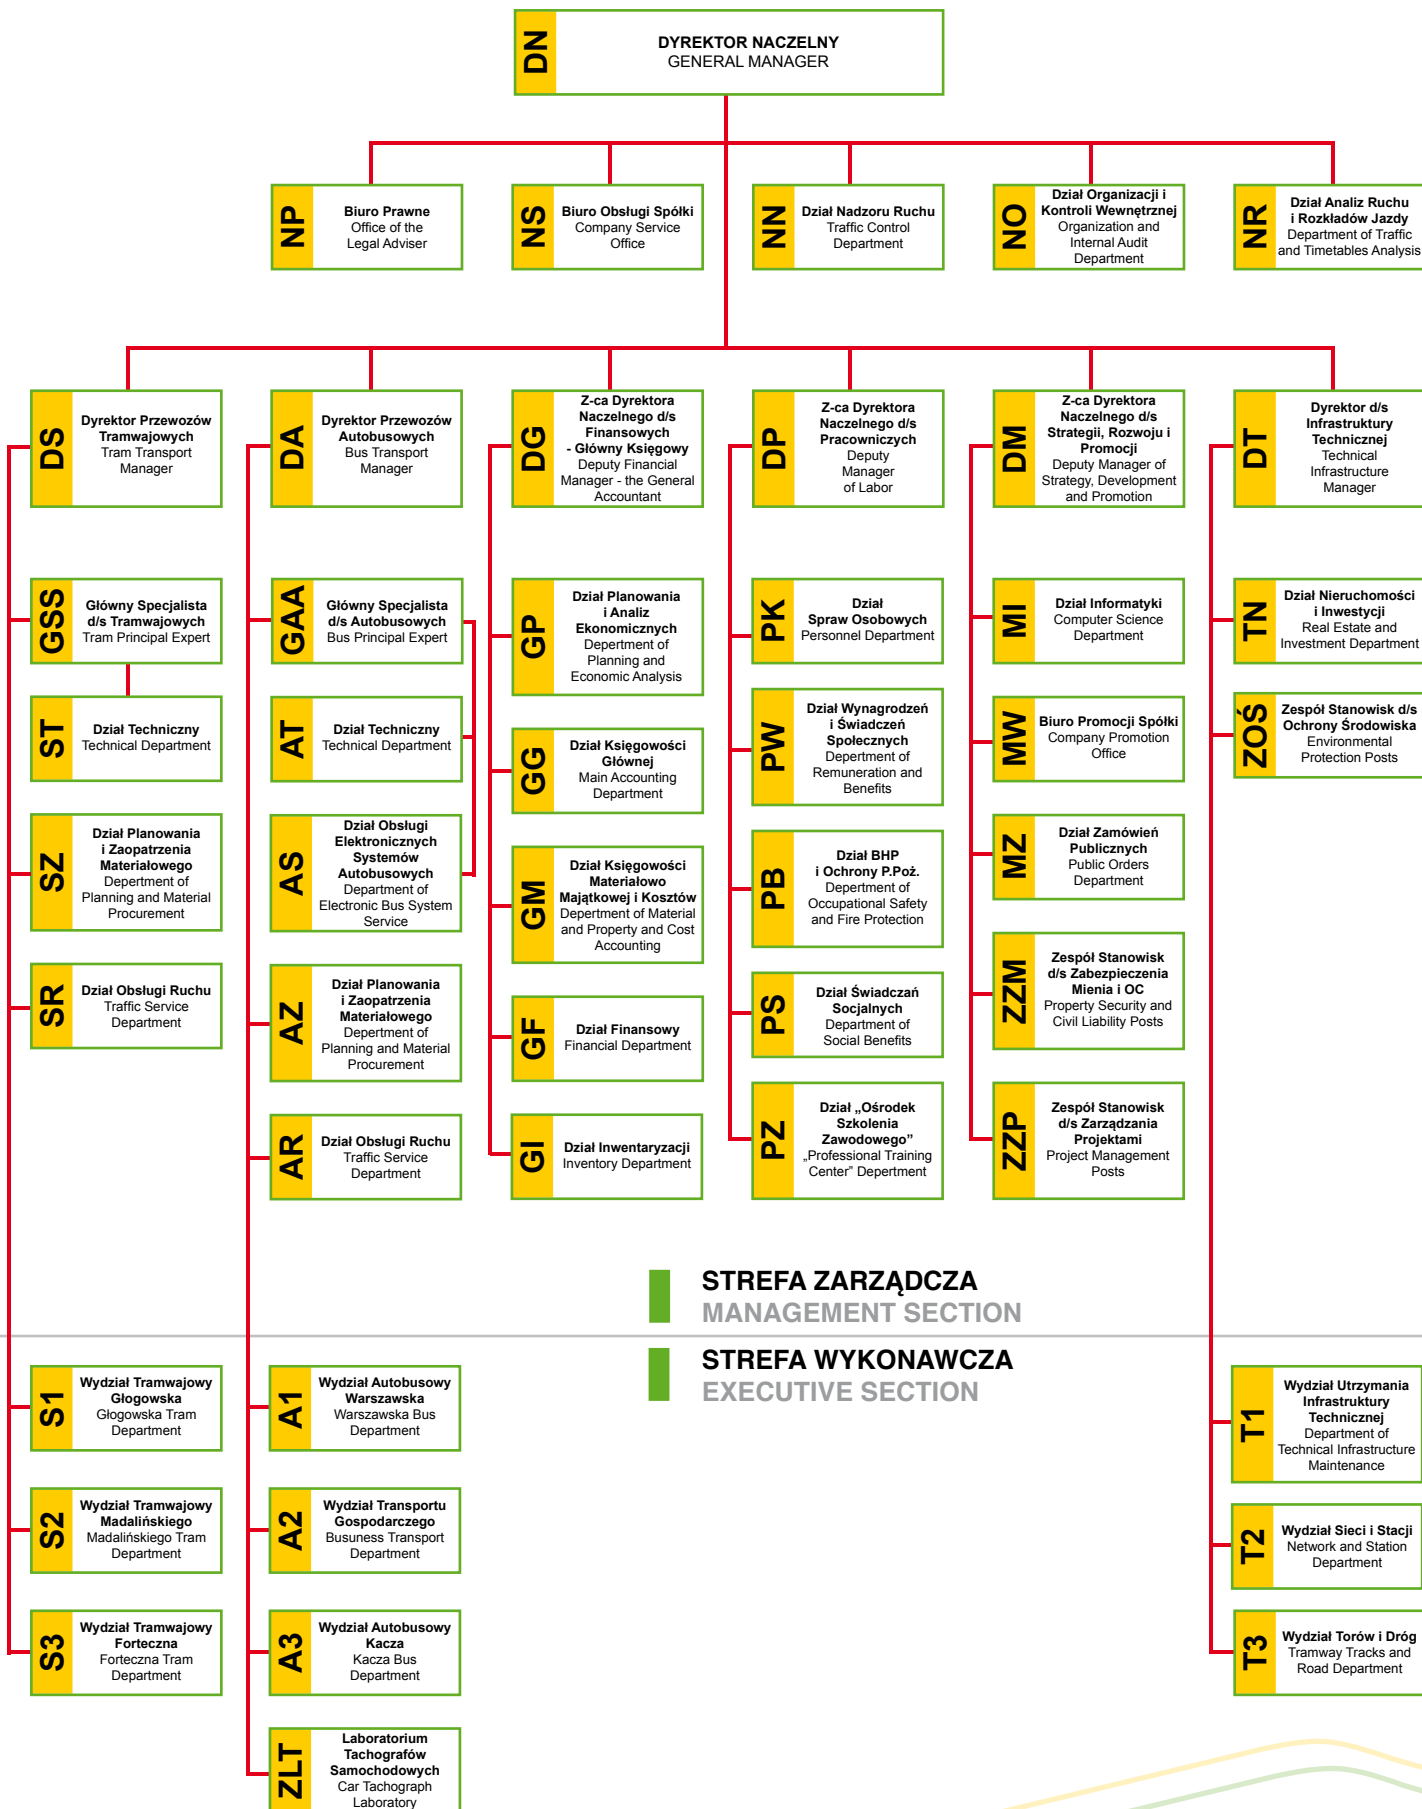 DN
DYREKTOR NACZELNY
GENERAL MANAGER
NP
Biuro Prawne
Office of the
Legal Adviser
NS
Biuro Obsługi Spółki
Company Service
Office
NN
Dział Nadzoru Ruchu
Traffic Control
Department
NO
Dział Organizacji i
Kontroli Wewnętrznej
Organization and
Internal Audit
Department
NR
Dział Analiz Ruchu
i Rozkładów Jazdy
Department of Traffic
and Timetables Analysis
DS
Dyrektor Przewozów
Tramwajowych
Tram Transport
Manager
DA
Dyrektor Przewozów
Autobusowych
Bus Transport
Manager
DG
Z-ca Dyrektora
Naczelnego d/s
Finansowych
- Główny Księgowy
Deputy Financial
Manager - the General
Accountant
DP
Z-ca Dyrektora
Naczelnego d/s
Pracowniczych
Deputy
Manager
of Labor
DM
Z-ca Dyrektora
Naczelnego d/s
Strategii, Rozwoju i
Promocji
Deputy Manager of
Strategy, Development
and Promotion
DT
Dyrektor d/s
Infrastruktury
Technicznej
Technical
Infrastructure
Manager
GSS
Główny Specjalista
d/s Tramwajowych
Tram Principal Expert
GAA
Główny Specjalista
d/s Autobusowych
Bus Principal Expert
GP
Dział Planowania
i Analiz
Ekonomicznych
Department of
Planning and
Economic Analysis
PK
Dział
Spraw Osobowych
Personnel Department
MI
Dział Informatyki
Computer Science
Department
TN
Dział Nieruchomości
i Inwestycji
Real Estate and
Investment Department
ST
Dział Techniczny
Technical Department
AT
Dział Techniczny
Technical Department
GG
Dział Księgowości
Głównej
Main Accounting
Department
PW
Dział Wynagrodzeń
i Świadczeń
Społecznych
Department of
Remuneration and
Benefits
MW
Biuro Promocji Spółki
Company Promotion
Office
ZOŚ
Zespół Stanowisk d/s
Ochrony Środowiska
Environmental
Protection Posts
SZ
Dział Planowania
i Zaopatrzenia
Materiałowego
Department of
Planning and Material
Procurement
AS
Dział Obsługi
Elektronicznych
Systemów
Autobusowych
Department of
Electronic Bus System
Service
GM
Dział Księgowości
Materiałowo
Majątkowej i Kosztów
Department of Material
and Property and Cost
Accounting
PB
Dział BHP
i Ochrony P.Poż.
Department of
Occupational Safety
and Fire Protection
MZ
Dział Zamówień
Publicznych
Public Orders
Department
SR
Dział Obsługi Ruchu
Traffic Service
Department
AZ
Dział Planowania
i Zaopatrzenia
Materiałowego
Depertment of
Planning and Material
Procurement
GF
Dział Finansowy
Financial Department
PS
Dział Świadczań
Socjalnych
Department of
Social Benefits
ZZM
Zespół Stanowisk
d/s Zabezpieczenia
Mienia i OC
Property Security and
Civil Liability Posts
AR
Dział Obsługi Ruchu
Traffic Service
Department
GI
Dział Inwentaryzacji
Inventory Department
PZ
Dział „Ośrodek
Szkolenia
Zawodowego”
„Professional Training
Center” Depertment
ZZP
Zespół Stanowisk
d/s Zarządzania
Projektami
Project Management
Posts
STREFA ZARZĄDCZA
MANAGEMENT SECTION
STREFA WYKONAWCZA
EXECUTIVE SECTION
S1
Wydział Tramwajowy
Głogowska
Głogowska Tram
Department
A1
Wydział Autobusowy
Warszawska
Warszawska Bus
Department
T1
Wydział Utrzymania
Infrastruktury
Technicznej
Department of
Technical Infrastructure
Maintenance
S2
Wydział Tramwajowy
Madalińskiego
Madalińskiego Tram
Department
A2
Wydział Transportu
Gospodarczego
Busuness Transport
Department
T2
Wydział Sieci i Stacji
Network and Station
Department
S3
Wydział Tramwajowy
Forteczna
Forteczna Tram
Department
A3
Wydział Autobusowy
Kacza
Kacza Bus
Department
T3
Wydział Torów i Dróg
Tramway Tracks and
Road Department
ZLT
Laboratorium
Tachografów
Samochodowych
Car Tachograph
Laboratory